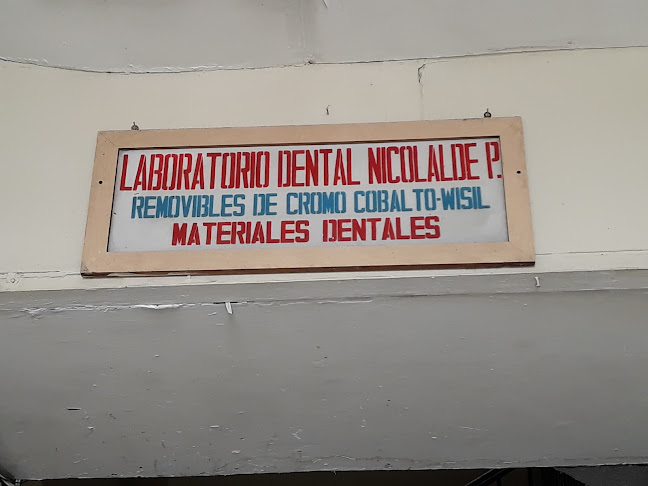 LABORATORIO DENTAL NICOLALDE P.
REMOVIBLES DE CROMO COBALTO-WISIL
MATERIALES DENTALES